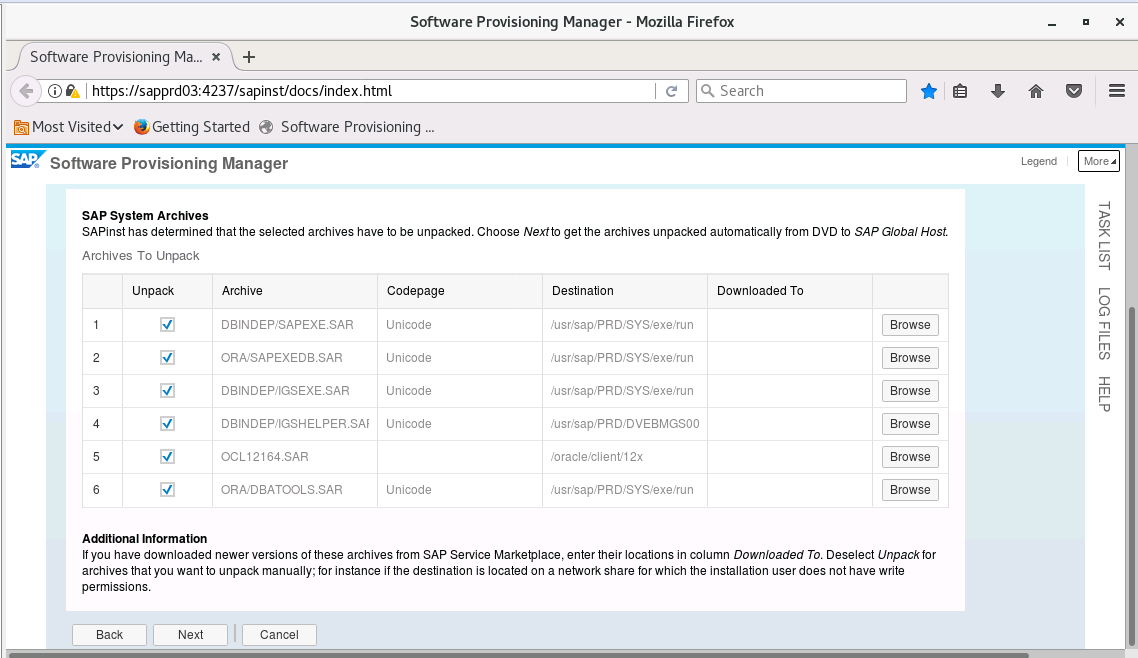 Software Provisioning Manager - Mozilla Firefox
Software Provisioning Ma...
https://sapprd03:4237/sapinst/docs/index.html
Search
Most Visited
Getting Started
Software Provisioning ...
SAP
Software Provisioning Manager
Legend
More
SAP System Archives
SAPinst has determined that the selected archives have to be unpacked. Choose Next to get the archives unpacked automatically from DVD to SAP Global Host.
Archives To Unpack
Unpack Archive Codepage Destination Downloaded To
1 DBINDEP/SAPEXE.SAR Unicode /usr/sap/PRD/SYS/exe/run Browse
2 ORA/SAPEXEDB.SAR Unicode /usr/sap/PRD/SYS/exe/run Browse
3 DBINDEP/IGSEXE.SAR Unicode /usr/sap/PRD/SYS/exe/run Browse
4 DBINDEP/IGSHELPER.SAR Unicode /usr/sap/PRD/DVEBMGS00 Browse
5 OCL12164.SAR /oracle/client/12x Browse
6 ORA/DBATOOLS.SAR Unicode /usr/sap/PRD/SYS/exe/run Browse
Additional Information
If you have downloaded newer versions of these archives from SAP Service Marketplace, enter their locations in column Downloaded To. Deselect Unpack for
archives that you want to unpack manually; for instance if the destination is located on a network share for which the installation user does not have write
permissions.
Back
Next
Cancel
TASK LIST
LOG FILES
HELP